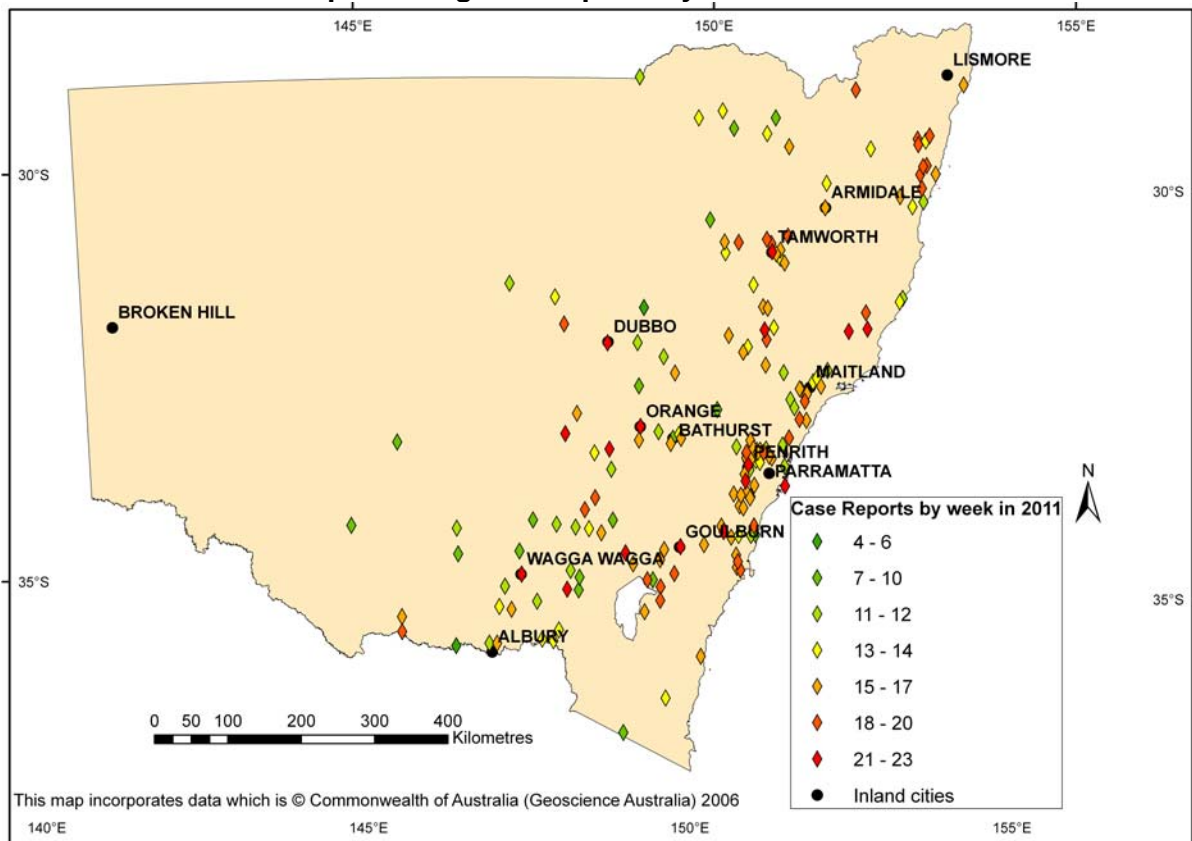 145°E 150°E 155°E
LISMORE
30°S 30°S
ARMIDALE
TAMWORTH
BROKEN HILL
DUBBO
MAITLAND
ORANGE
BATHURST
PENRITH
PARRAMATTA
N
GOULBURN
WAGGA WAGGA
35°S 35°S
ALBURY
Case Reports by week in 2011
4 - 6
7 - 10
11 - 12
13 - 14
15 - 17
18 - 20
21 - 23
Inland cities
0 50 100 200 300 400
Kilometres
This map incorporates data which is © Commonwealth of Australia (Geoscience Australia) 2006
140°E 145°E 150°E 155°E